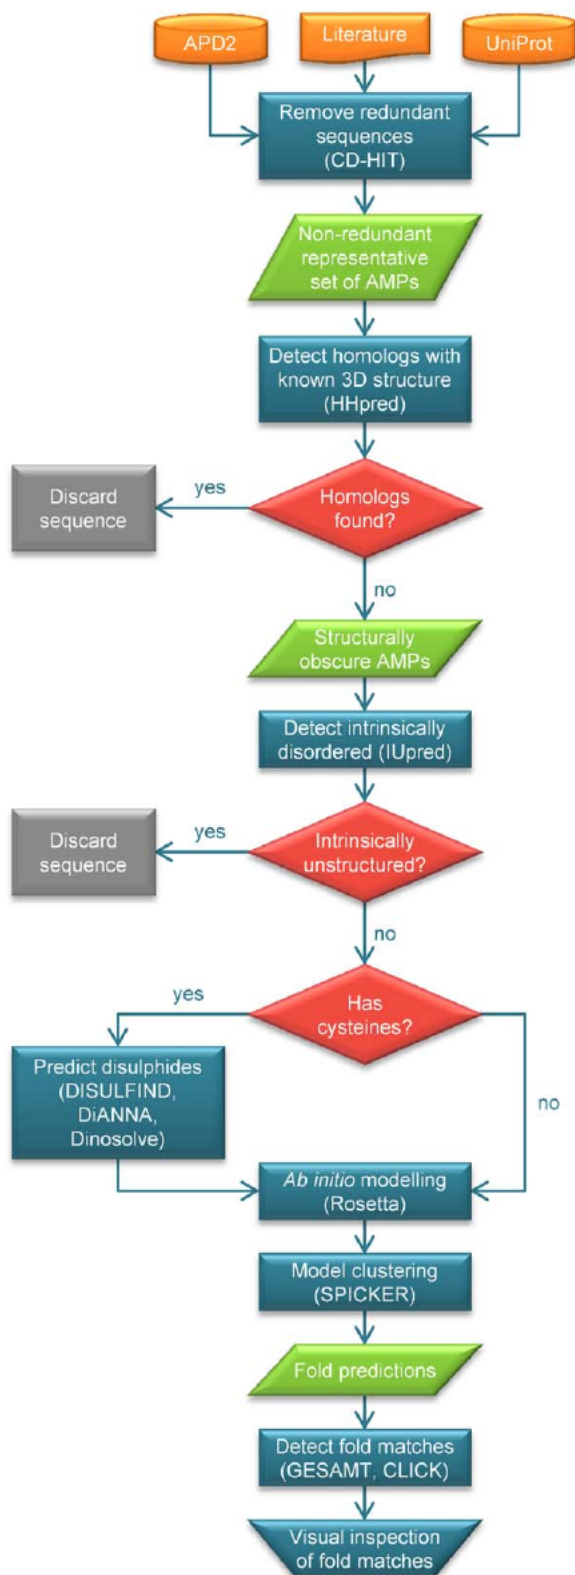 APD2
Literature
UniProt
Remove redundant
sequences
(CD-HIT)
Non-redundant
representative
set of AMPs
Detect homologs with
known 3D structure
(HHpred)
Discard
sequence
yes
Homologs
found?
no
Structurally
obscure AMPs
Detect intrinsically
disordered (IUpred)
Discard
sequence
yes
Intrinsically
unstructured?
no
yes
Has
cysteines?
Predict disulphides
(DISULFIND,
DiANNA,
Dinosolve)
no
Ab initio modelling
(Rosetta)
Model clustering
(SPICKER)
Fold predictions
Detect fold matches
(GESAMT, CLICK)
Visual inspection
of fold matches